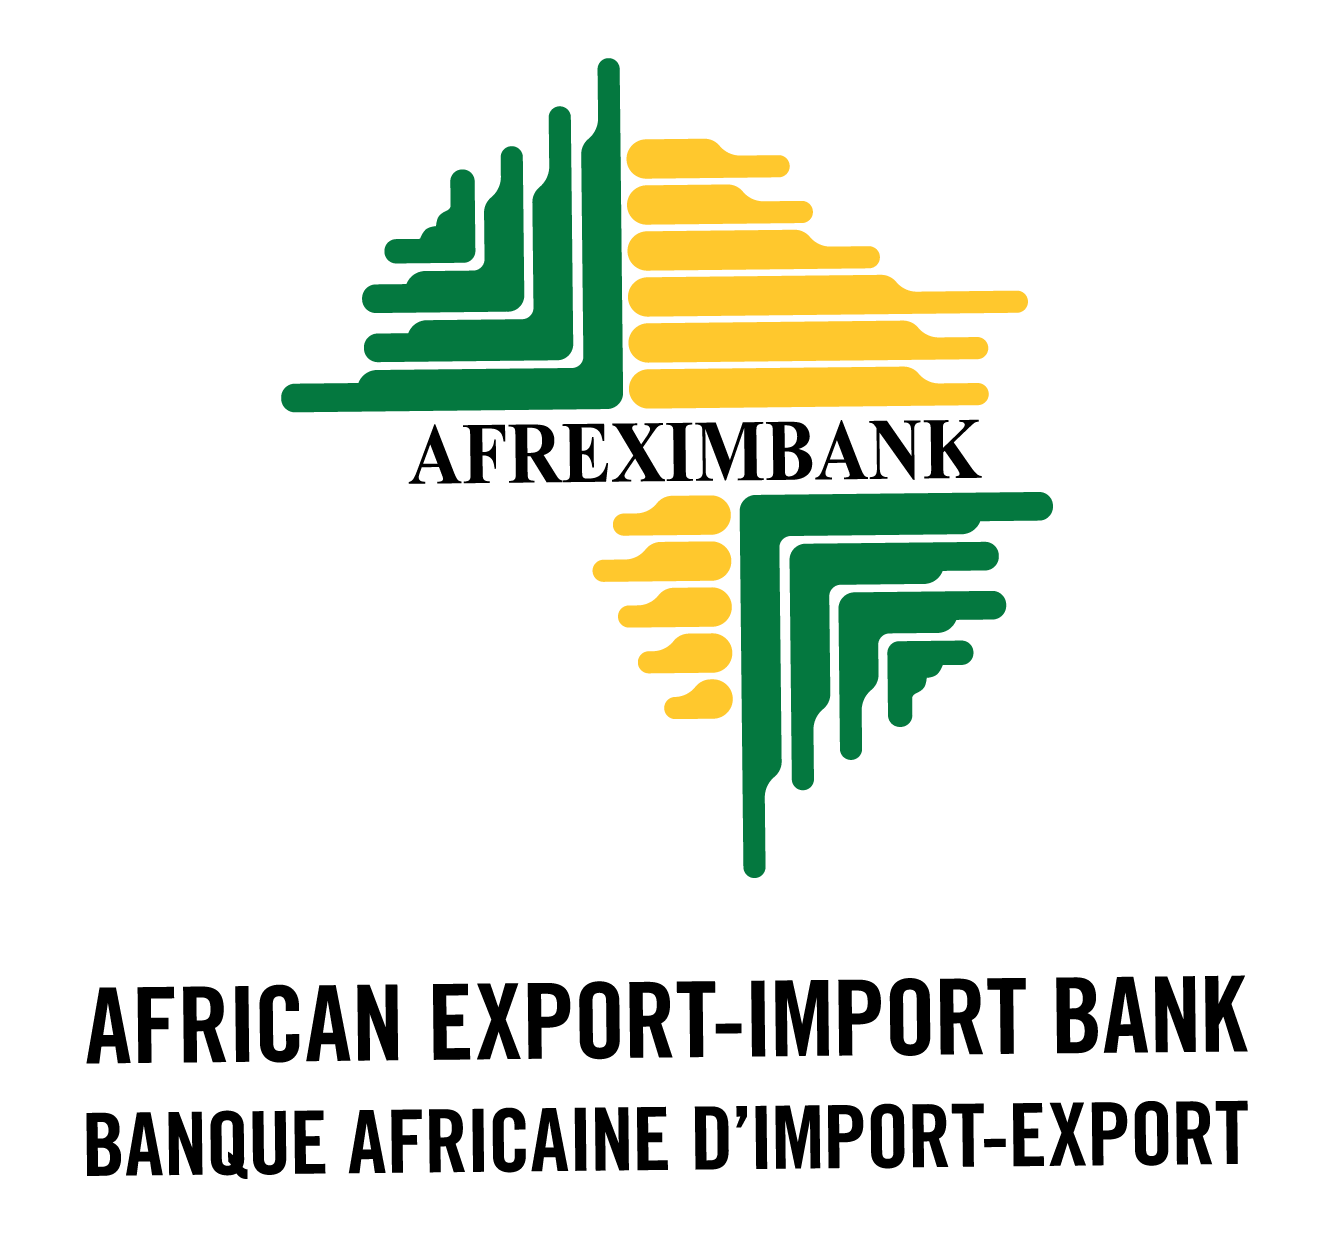 AFREXIMBANK
AFRICAN EXPORT-IMPORT BANK
BANQUE AFRICAINE D’IMPORT-EXPORT